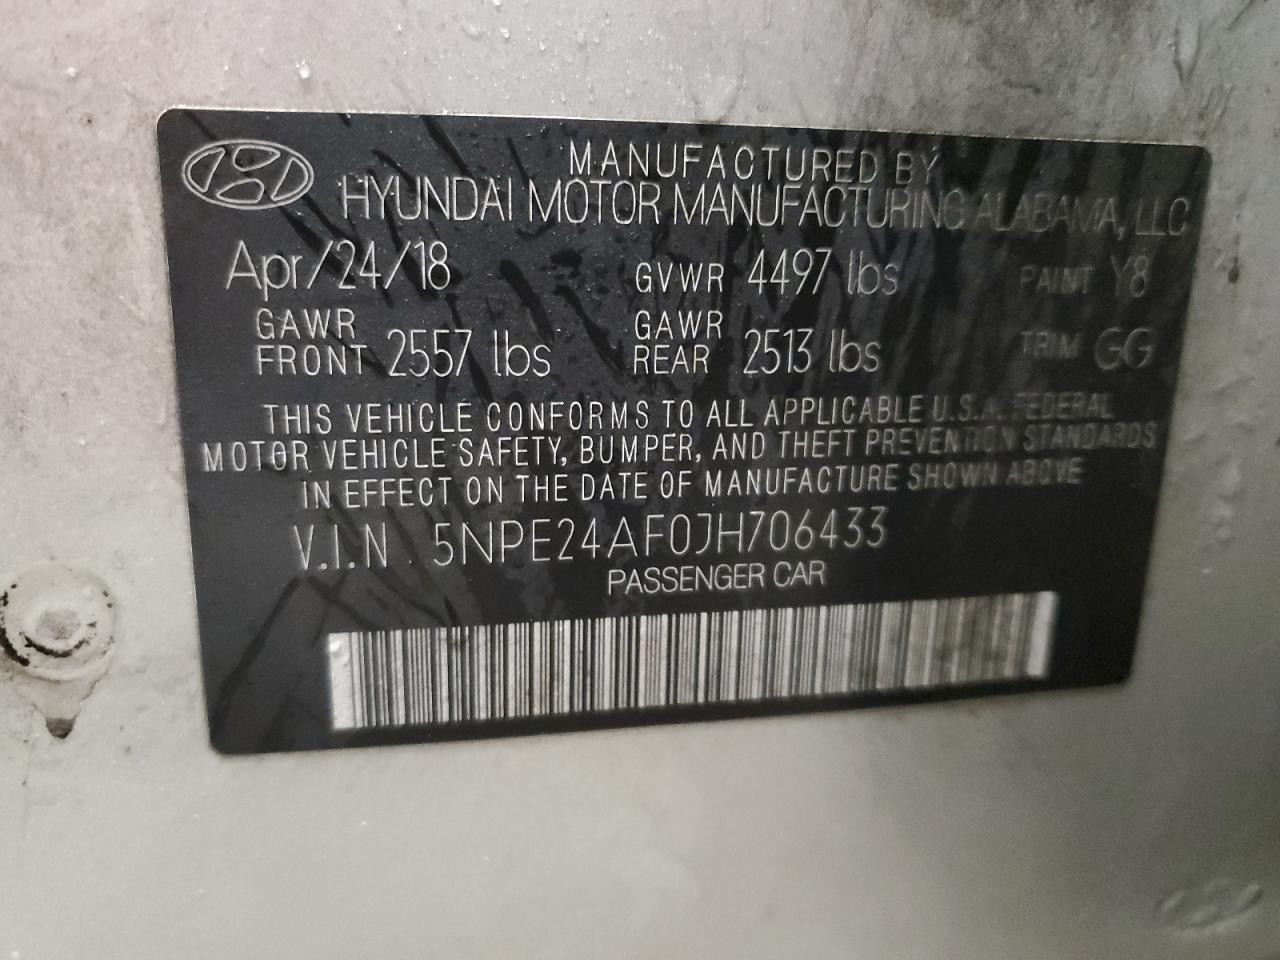 MANUFACTURED BY
HYUNDAI MOTOR MANUFACTURING ALABAMA, LLC
Apr/24/18 GVWR 4497 lbs PAINT Y8
GAWR FRONT 2557 lbs GAWR REAR 2513 lbs TRIM GG
THIS VEHICLE CONFORMS TO ALL APPLICABLE U.S.A. FEDERAL
MOTOR VEHICLE SAFETY, BUMPER, AND THEFT PREVENTION STANDARDS
IN EFFECT ON THE DATE OF MANUFACTURE SHOWN ABOVE
V.I.N. 5NPE24AF0JH706433
PASSENGER CAR